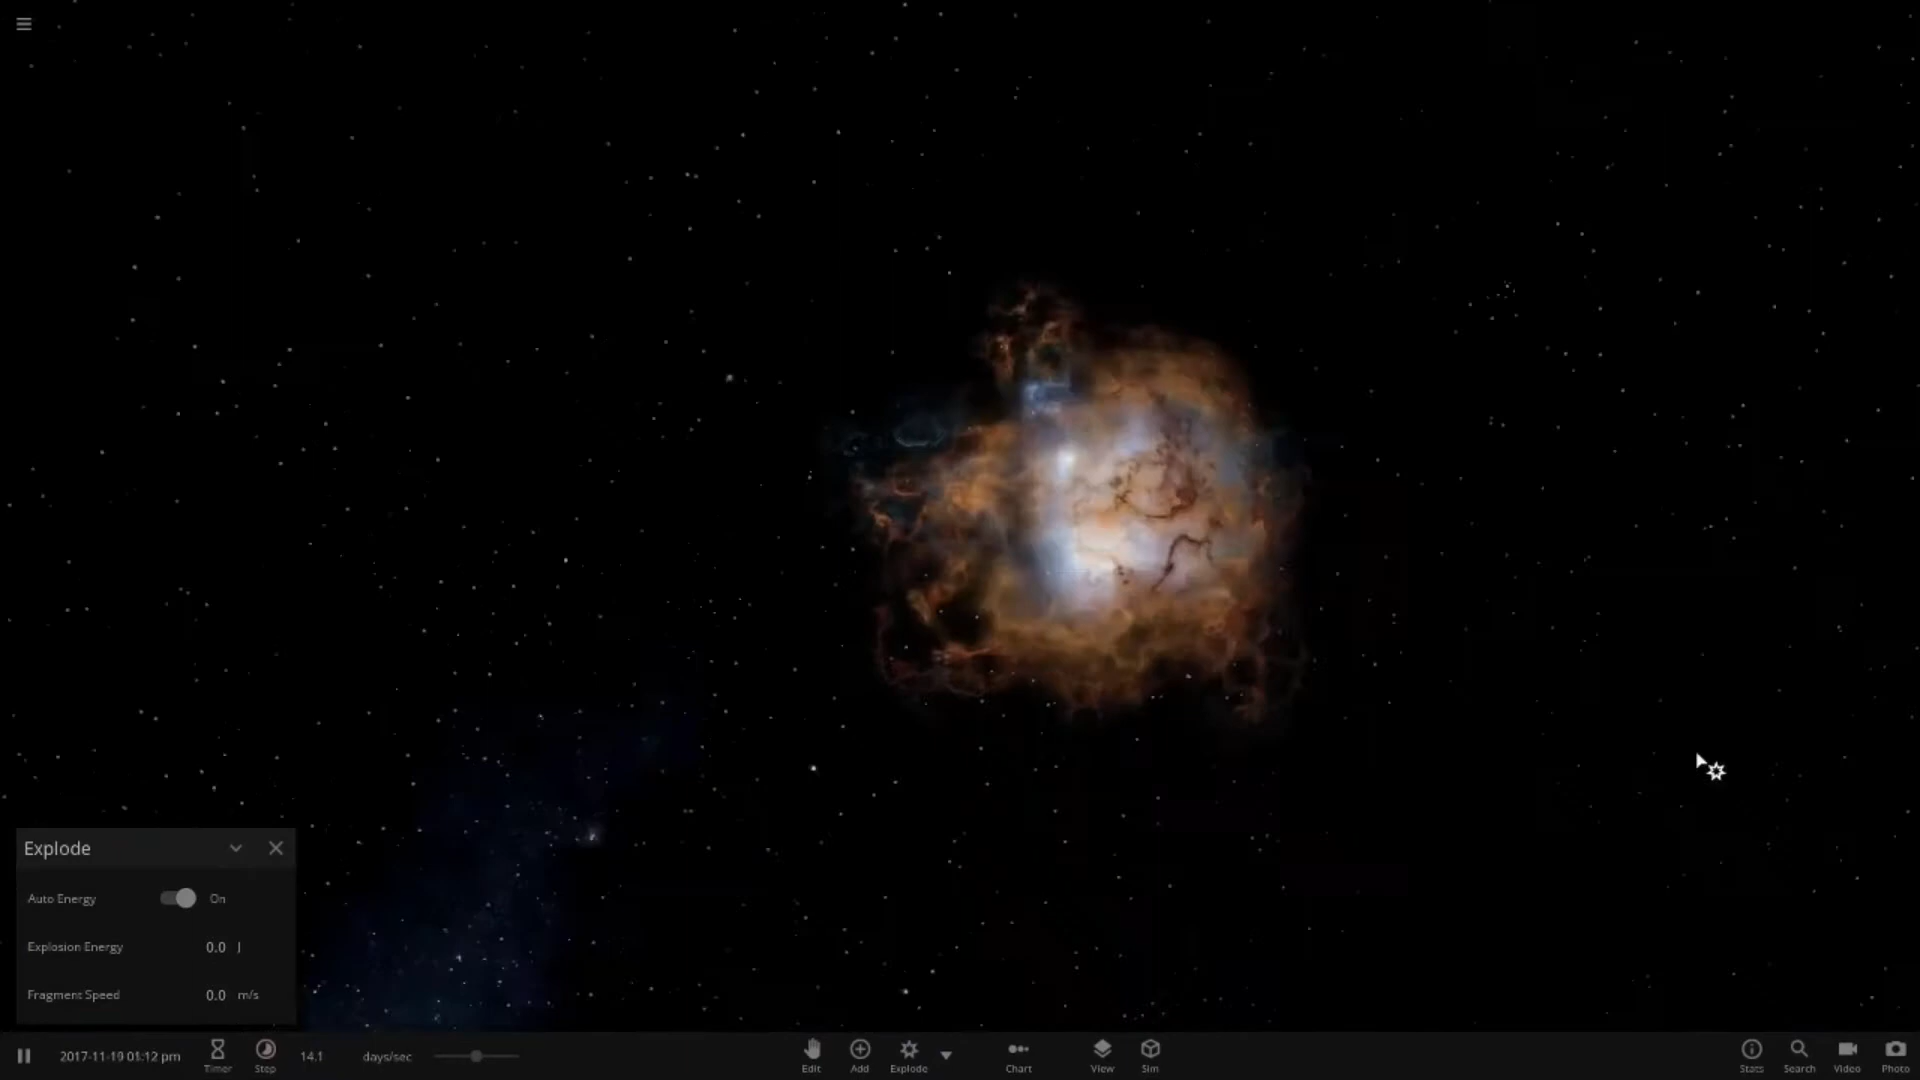 Explode
Auto Energy On
Explosion Energy 0.0 J
Fragment Speed 0.0 m/s
2017-11-19 01:12 pm Timer Step 14.1 days/sec Edit Add Explode Chart View Sim Stats Search Video Photo